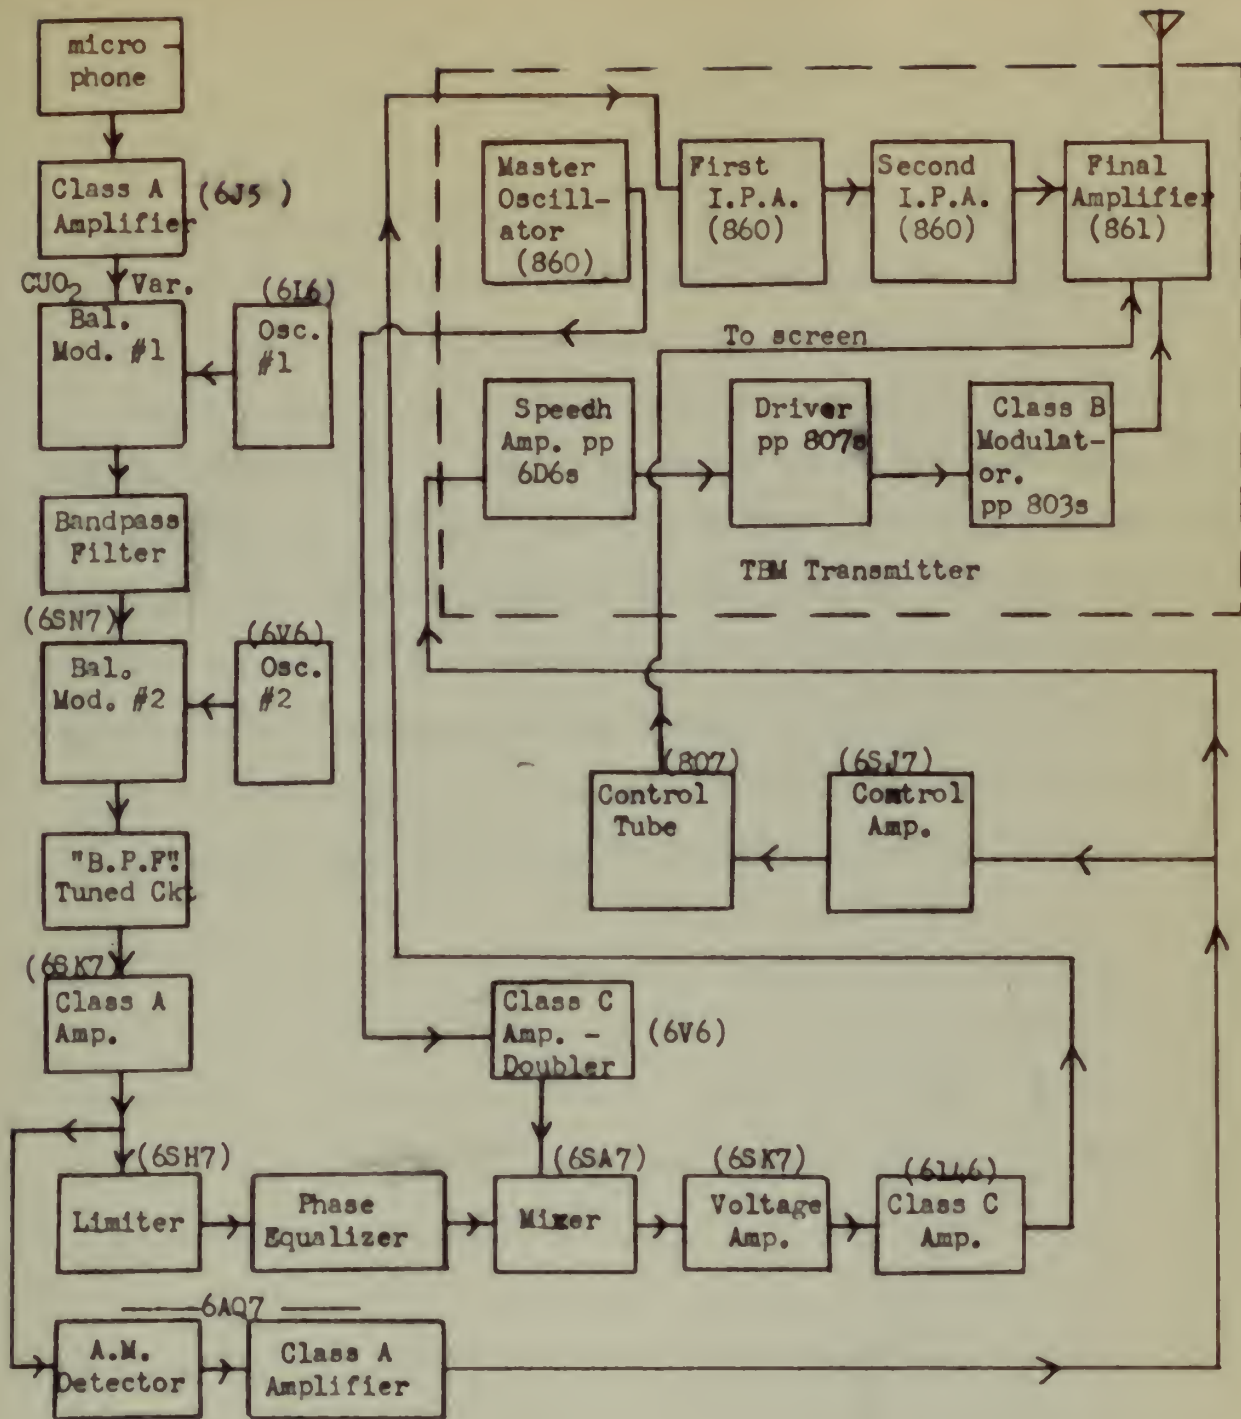 micro -
phone
Class A
Amplifier
(6J5 )
CUO2 Var.
Bal.
Mod. #1
(6L6)
Osc.
#1
Bandpass
Filter
(6SN7)
Bal.
Mod. #2
(6V6)
Osc.
#2
"B.P.F".
Tuned Ckt
(6SK7)
Class A
Amp.
(6SH7)
Limiter
Phase
Equalizer
(6SA7)
Mixer
(6SK7)
Voltage
Amp.
(6L6)
Class C
Amp.
6AQ7
A.M.
Detector
Class A
Amplifier
Class C
Amp. -
Doubler
(6V6)
(807)
Control
Tube
(6SJ7)
Control
Amp.
Master
Oscill-
ator
(860)
First
I.P.A.
(860)
Second
I.P.A.
(860)
Final
Amplifier
(861)
To screen
Speedh
Amp. pp
6D6s
Driver
pp 807s
Class B
Modulat-
or.
pp 803s
TBM Transmitter